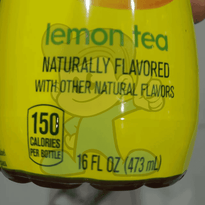 lemon tea
NATURALLY FLAVORED
WITH OTHER NATURAL FLAVORS
150
CALORIES
PER BOTTLE
16 FL OZ (473 mL)